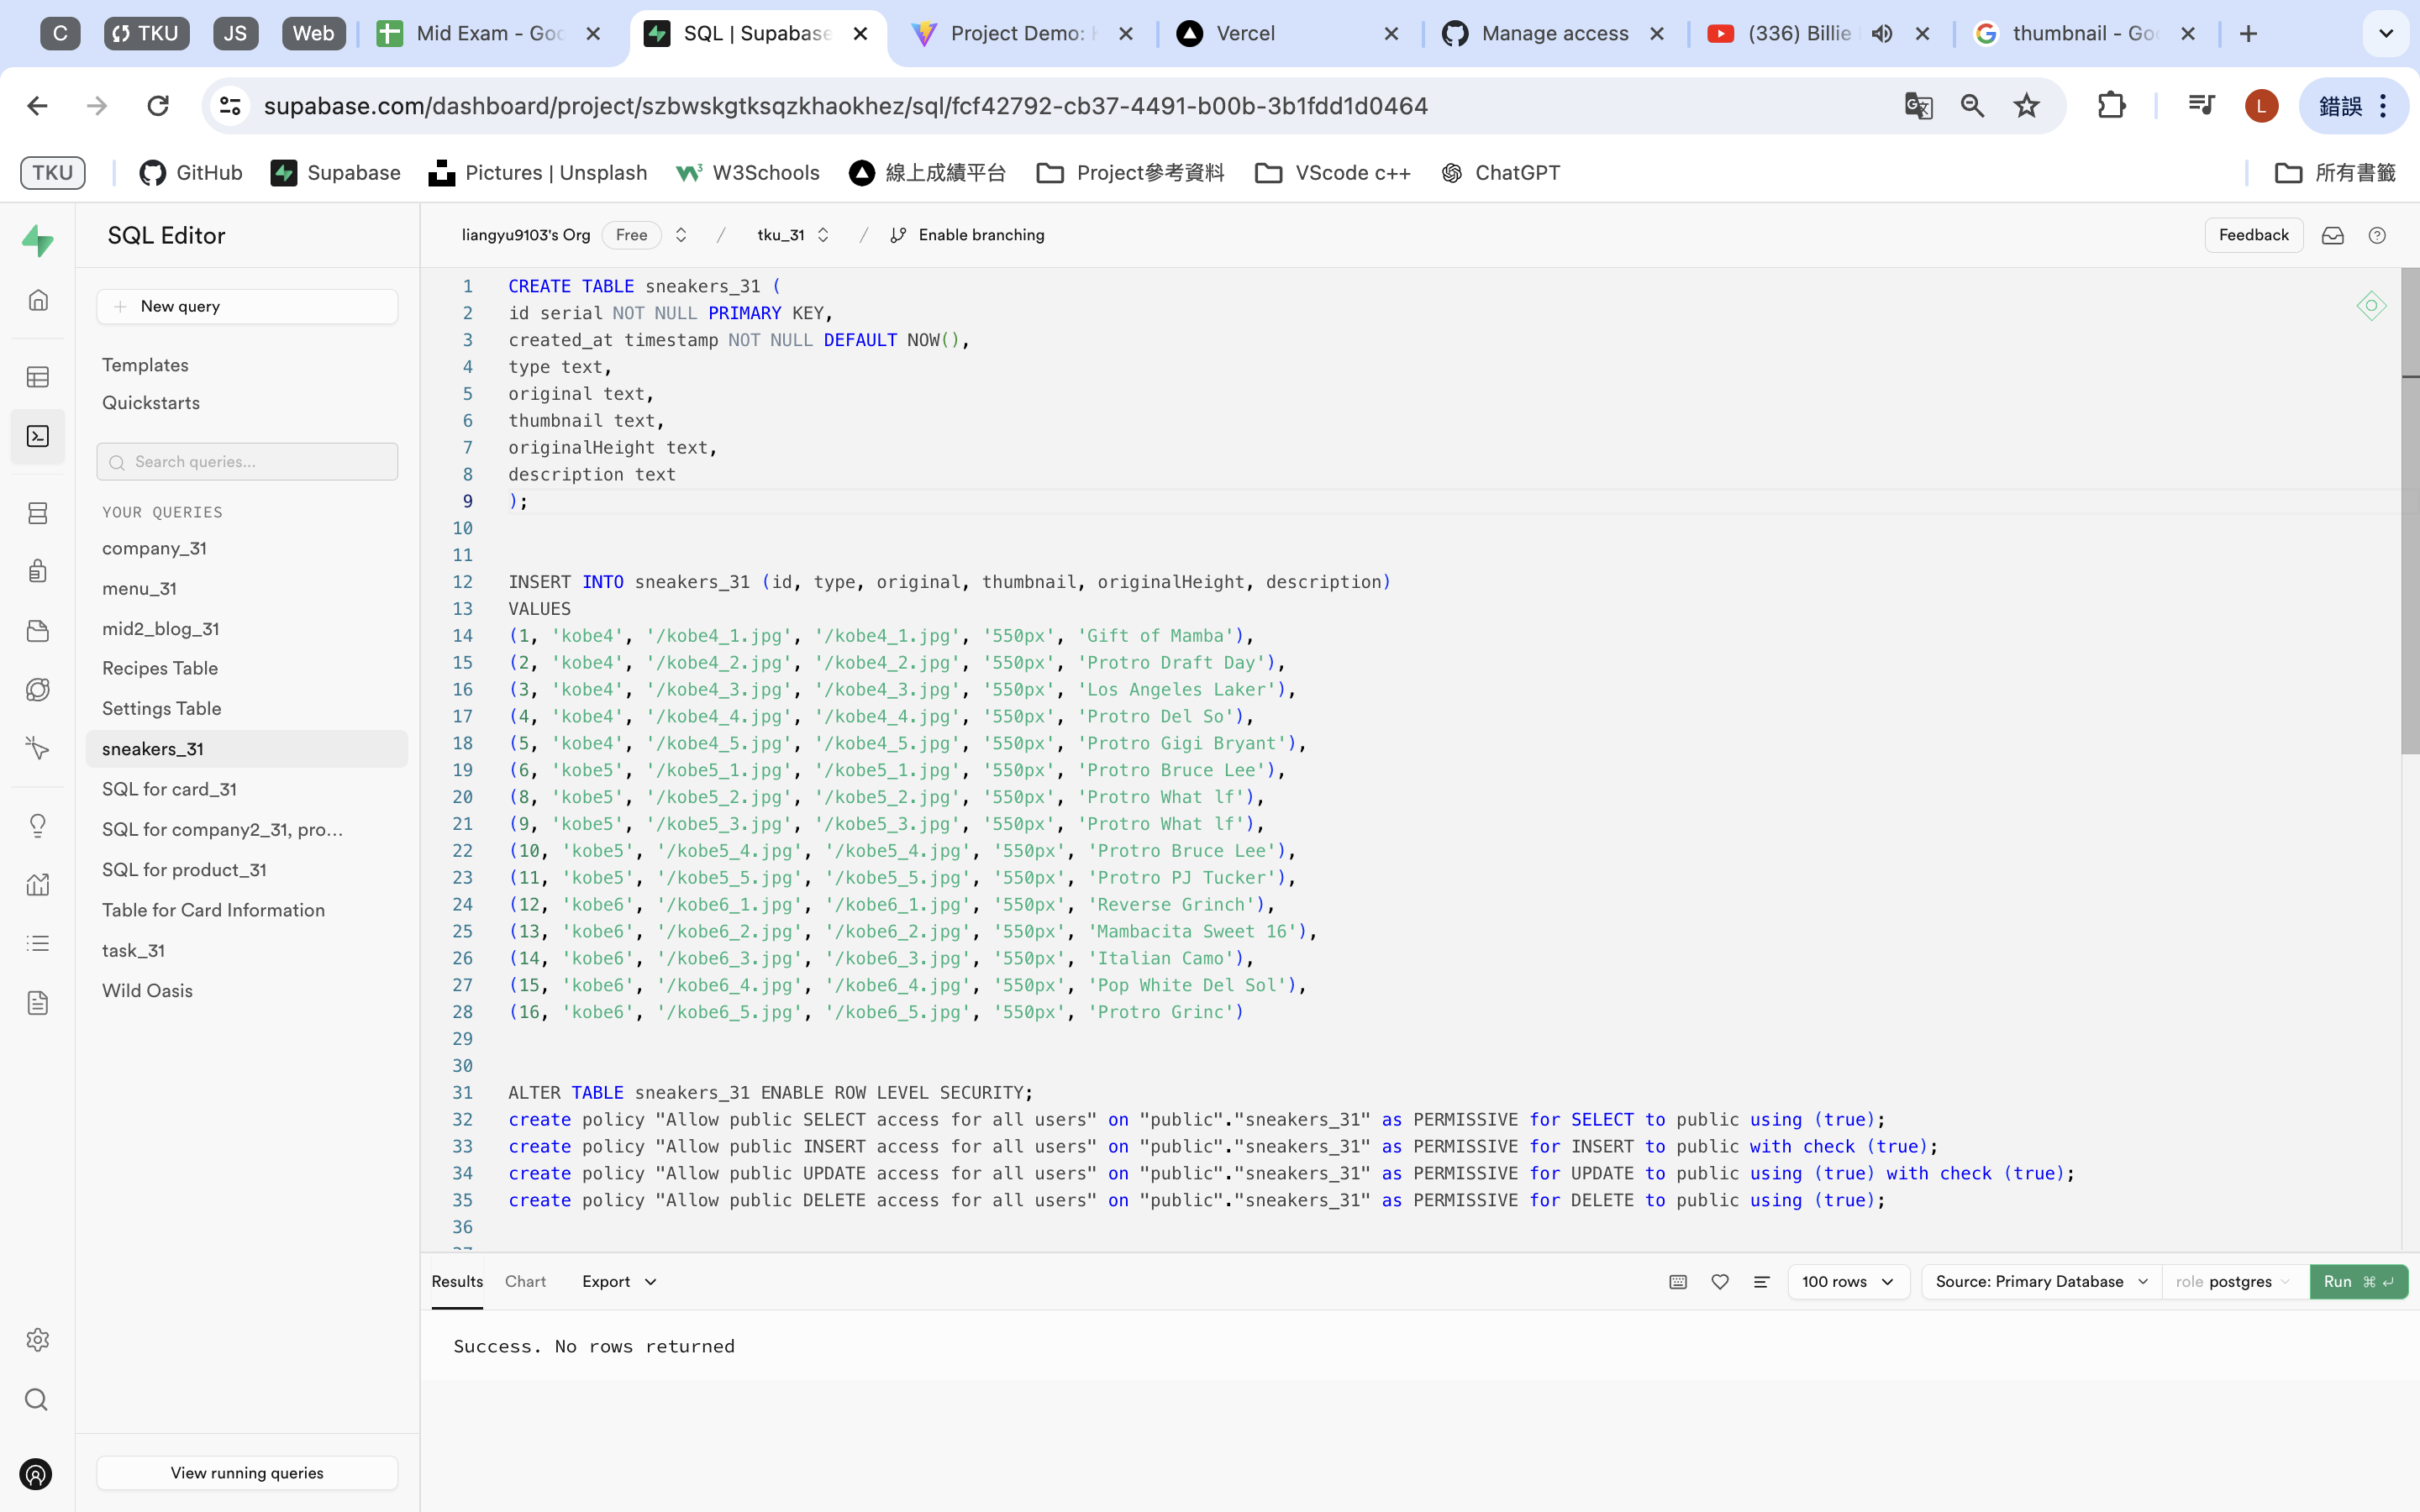 C
TKU
JS
Web
Mid Exam - Goo
SQL | Supabase
Project Demo:
Vercel
Manage access
(336) Billie
thumbnail - Go
supabase.com/dashboard/project/szbwskgtksqzkhaokhez/sql/fcf42792-cb37-4491-b00b-3b1fdd1d0464
L
錯誤
TKU
GitHub
Supabase
Pictures | Unsplash
W3Schools
線上成績平台
Project參考資料
VScode c++
ChatGPT
所有書籤
SQL Editor
liangyu9103's Org
Free
/
tku_31
/
Enable branching
Feedback
New query
Templates
Quickstarts
Search queries...
YOUR QUERIES
company_31
menu_31
mid2_blog_31
Recipes Table
Settings Table
sneakers_31
SQL for card_31
SQL for company2_31, pro...
SQL for product_31
Table for Card Information
task_31
Wild Oasis
View running queries
1 CREATE TABLE sneakers_31 (
2 id serial NOT NULL PRIMARY KEY,
3 created_at timestamp NOT NULL DEFAULT NOW(),
4 type text,
5 original text,
6 thumbnail text,
7 originalHeight text,
8 description text
9 );
10
11
12 INSERT INTO sneakers_31 (id, type, original, thumbnail, originalHeight, description)
13 VALUES
14 (1, 'kobe4', '/kobe4_1.jpg', '/kobe4_1.jpg', '550px', 'Gift of Mamba'),
15 (2, 'kobe4', '/kobe4_2.jpg', '/kobe4_2.jpg', '550px', 'Protro Draft Day'),
16 (3, 'kobe4', '/kobe4_3.jpg', '/kobe4_3.jpg', '550px', 'Los Angeles Laker'),
17 (4, 'kobe4', '/kobe4_4.jpg', '/kobe4_4.jpg', '550px', 'Protro Del So'),
18 (5, 'kobe4', '/kobe4_5.jpg', '/kobe4_5.jpg', '550px', 'Protro Gigi Bryant'),
19 (6, 'kobe5', '/kobe5_1.jpg', '/kobe5_1.jpg', '550px', 'Protro Bruce Lee'),
20 (8, 'kobe5', '/kobe5_2.jpg', '/kobe5_2.jpg', '550px', 'Protro What lf'),
21 (9, 'kobe5', '/kobe5_3.jpg', '/kobe5_3.jpg', '550px', 'Protro What lf'),
22 (10, 'kobe5', '/kobe5_4.jpg', '/kobe5_4.jpg', '550px', 'Protro Bruce Lee'),
23 (11, 'kobe5', '/kobe5_5.jpg', '/kobe5_5.jpg', '550px', 'Protro PJ Tucker'),
24 (12, 'kobe6', '/kobe6_1.jpg', '/kobe6_1.jpg', '550px', 'Reverse Grinch'),
25 (13, 'kobe6', '/kobe6_2.jpg', '/kobe6_2.jpg', '550px', 'Mambacita Sweet 16'),
26 (14, 'kobe6', '/kobe6_3.jpg', '/kobe6_3.jpg', '550px', 'Italian Camo'),
27 (15, 'kobe6', '/kobe6_4.jpg', '/kobe6_4.jpg', '550px', 'Pop White Del Sol'),
28 (16, 'kobe6', '/kobe6_5.jpg', '/kobe6_5.jpg', '550px', 'Protro Grinc')
29
30
31 ALTER TABLE sneakers_31 ENABLE ROW LEVEL SECURITY;
32 create policy "Allow public SELECT access for all users" on "public"."sneakers_31" as PERMISSIVE for SELECT to public using (true);
33 create policy "Allow public INSERT access for all users" on "public"."sneakers_31" as PERMISSIVE for INSERT to public with check (true);
34 create policy "Allow public UPDATE access for all users" on "public"."sneakers_31" as PERMISSIVE for UPDATE to public using (true) with check (true);
35 create policy "Allow public DELETE access for all users" on "public"."sneakers_31" as PERMISSIVE for DELETE to public using (true);
36
Results
Chart
Export
100 rows
Source: Primary Database
role postgres
Run ⌘ ↵
Success. No rows returned